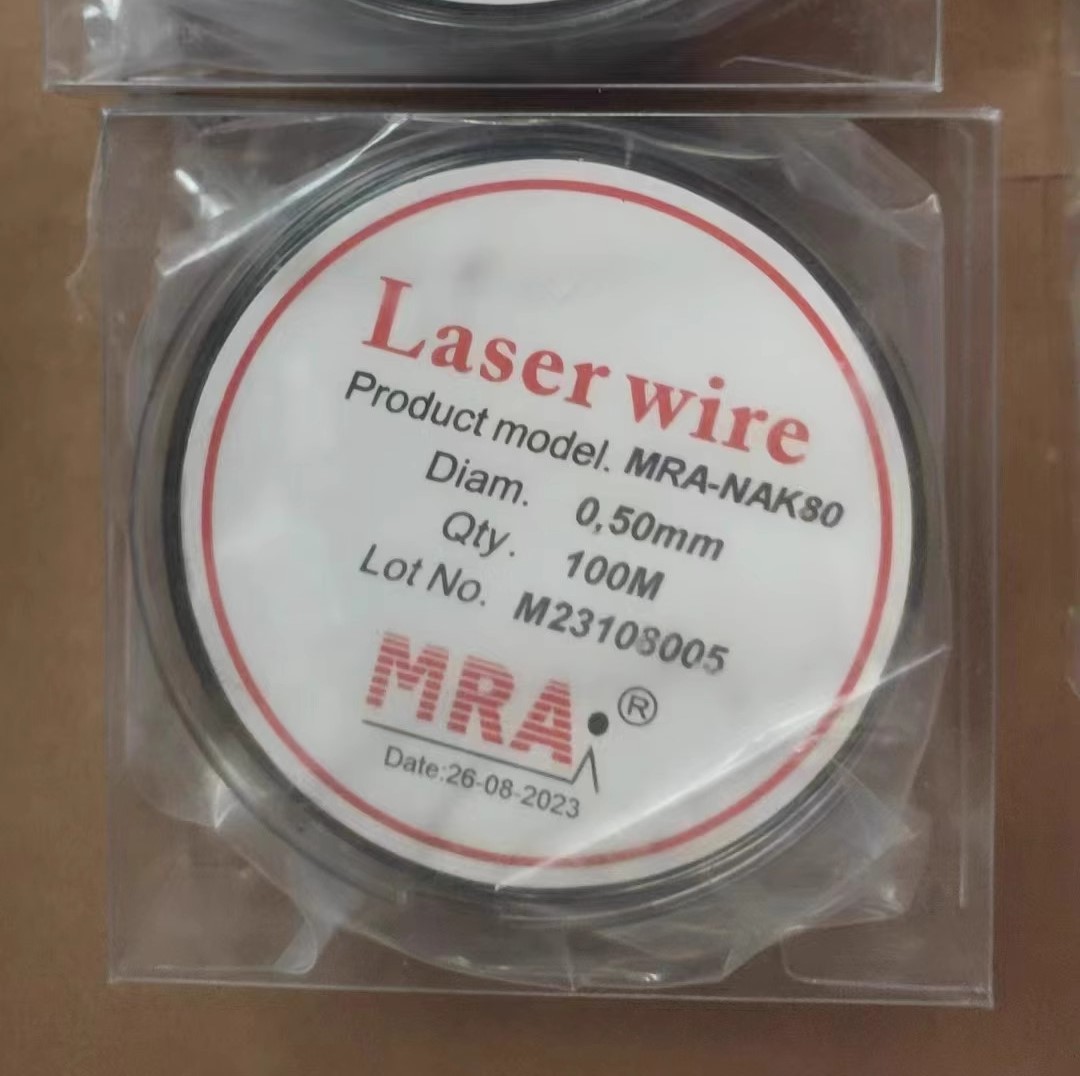 Laser wire
Product model. MRA-NAK80
Diam. 0,50mm
Qty. 100M
Lot No. M23108005
MRA ®
Date:26-08-2023